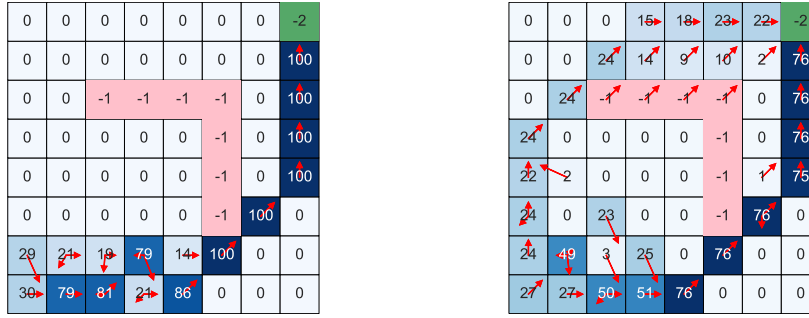 0 0 0 0 0 0 0 -2
0 0 0 0 0 0 0 100
0 0 -1 -1 -1 -1 0 100
0 0 0 0 0 -1 0 100
0 0 0 0 0 -1 0 100
0 0 0 0 0 -1 100 0
29 21 19 79 14 100 0 0
30 79 81 21 86 0 0 0
0 0 0 15 18 23 22 -2
0 0 24 14 9 10 2 76
0 24 -1 -1 -1 -1 0 76
24 0 0 0 0 -1 0 76
22 2 0 0 0 -1 1 75
24 0 23 0 0 -1 76 0
24 49 3 25 0 76 0 0
27 27 50 51 76 0 0 0